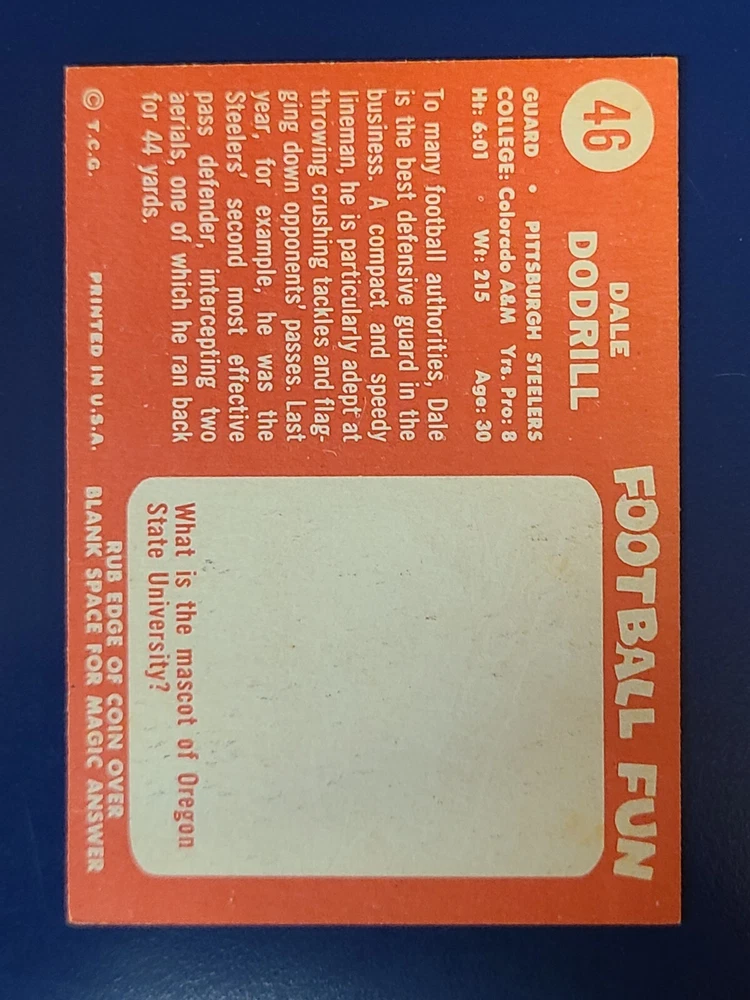 46
DALE
DODRILL
GUARD • PITTSBURGH STEELERS
COLLEGE: Colorado A&M Yrs. Pro: 8
Ht: 6:01 Wt: 215 Age: 30
To many football authorities, Dale
is the best defensive guard in the
business. A compact and speedy
lineman, he is particularly adept at
throwing crushing tackles and flag-
ging down opponents' passes. Last
year, for example, he was the
Steelers' second most effective
pass defender, intercepting two
aerials, one of which he ran back
for 44 yards.
© T.C.G. PRINTED IN U.S.A.
FOOTBALL FUN
What is the mascot of Oregon
State University?
RUB EDGE OF COIN OVER
BLANK SPACE FOR MAGIC ANSWER